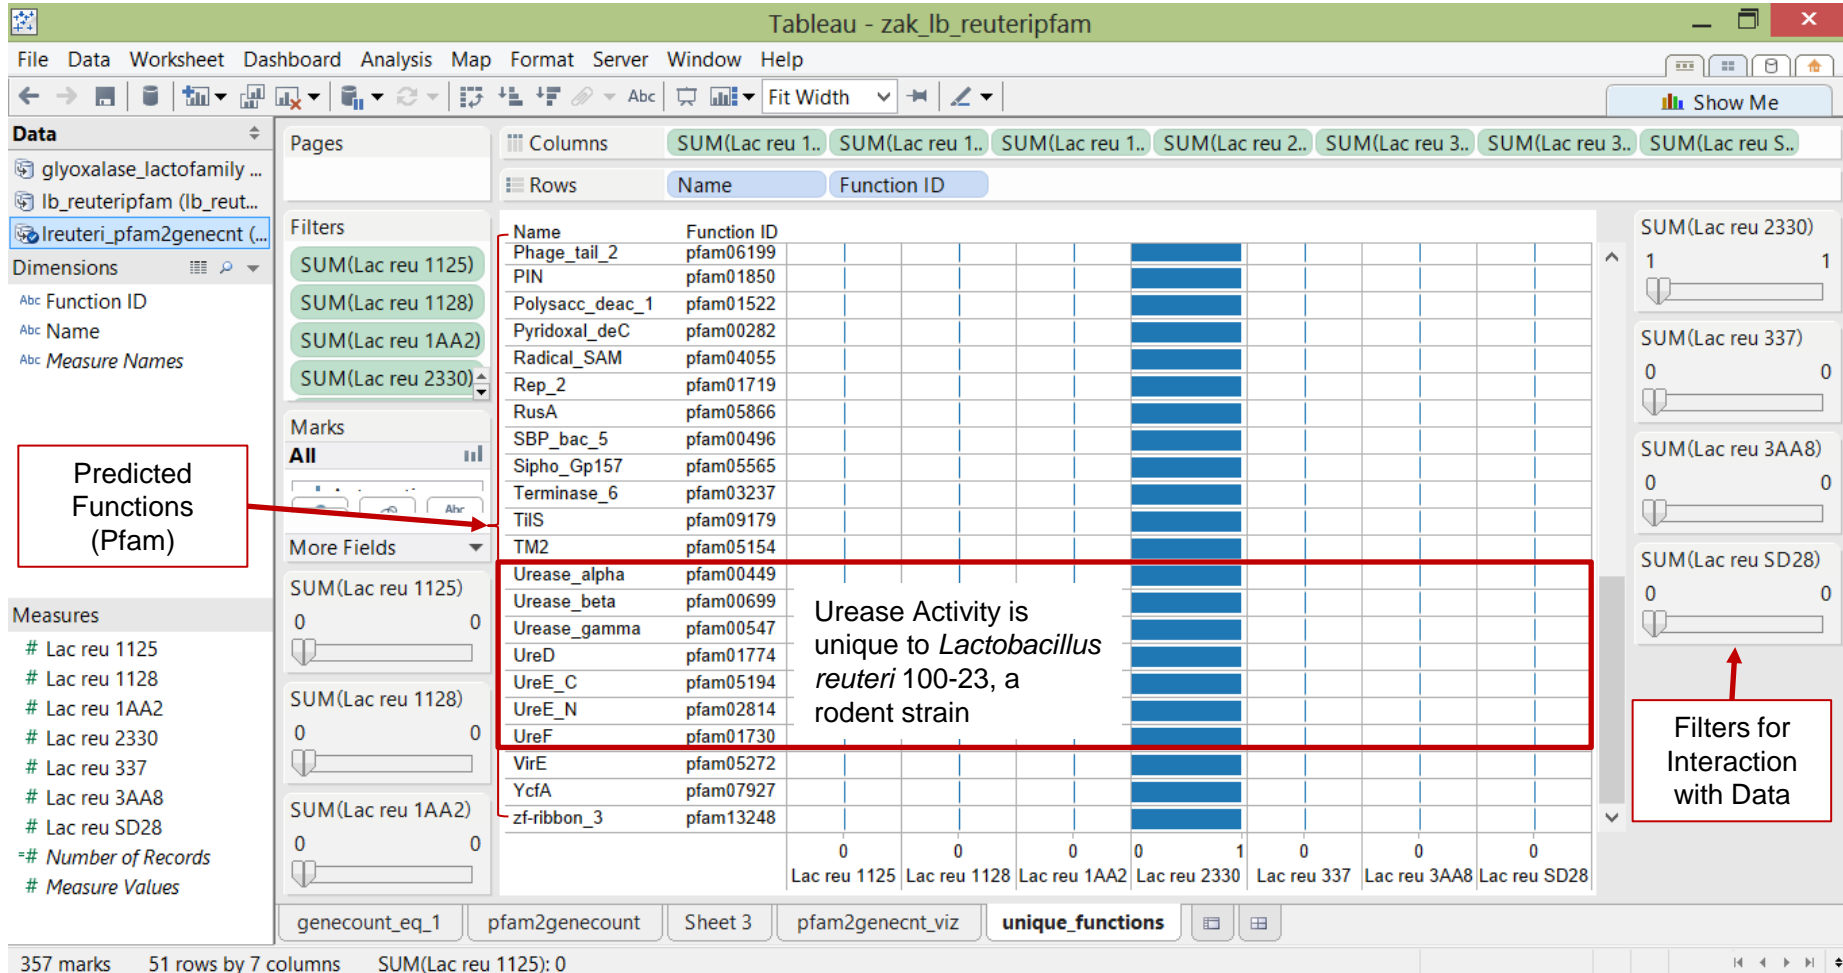 Tableau - zak_lb_reuteripfam
File Data Worksheet Dashboard Analysis Map Format Server Window Help
Abc Fit Width
Show Me
Data
glyoxalase_lactofamily ...
lb_reuteripfam (lb_reut...
lreuteri_pfam2genecnt (...
Dimensions
Abc Function ID
Abc Name
Abc Measure Names
Predicted
Functions
(Pfam)
Measures
# Lac reu 1125
# Lac reu 1128
# Lac reu 1AA2
# Lac reu 2330
# Lac reu 337
# Lac reu 3AA8
# Lac reu SD28
=# Number of Records
# Measure Values
Pages
Filters
SUM(Lac reu 1125)
SUM(Lac reu 1128)
SUM(Lac reu 1AA2)
SUM(Lac reu 2330)
Marks
All
Abc
More Fields
SUM(Lac reu 1125)
0 0
SUM(Lac reu 1128)
0 0
SUM(Lac reu 1AA2)
0 0
Columns SUM(Lac reu 1.. SUM(Lac reu 1.. SUM(Lac reu 1.. SUM(Lac reu 2.. SUM(Lac reu 3.. SUM(Lac reu 3.. SUM(Lac reu S..
Rows Name Function ID
Name Function ID
Phage_tail_2 pfam06199
PIN pfam01850
Polysacc_deac_1 pfam01522
Pyridoxal_deC pfam00282
Radical_SAM pfam04055
Rep_2 pfam01719
RusA pfam05866
SBP_bac_5 pfam00496
Sipho_Gp157 pfam05565
Terminase_6 pfam03237
TilS pfam09179
TM2 pfam05154
Urease_alpha pfam00449
Urease_beta pfam00699
Urease_gamma pfam00547
UreD pfam01774
UreE_C pfam05194
UreE_N pfam02814
UreF pfam01730
VirE pfam05272
YcfA pfam07927
zf-ribbon_3 pfam13248
Urease Activity is
unique to Lactobacillus
reuteri 100-23, a
rodent strain
0 0 0 0 1 0 0 0
Lac reu 1125 Lac reu 1128 Lac reu 1AA2 Lac reu 2330 Lac reu 337 Lac reu 3AA8 Lac reu SD28
SUM(Lac reu 2330)
1 1
SUM(Lac reu 337)
0 0
SUM(Lac reu 3AA8)
0 0
SUM(Lac reu SD28)
0 0
Filters for
Interaction
with Data
genecount_eq_1 pfam2genecount Sheet 3 pfam2genecnt_viz unique_functions
357 marks 51 rows by 7 columns SUM(Lac reu 1125): 0